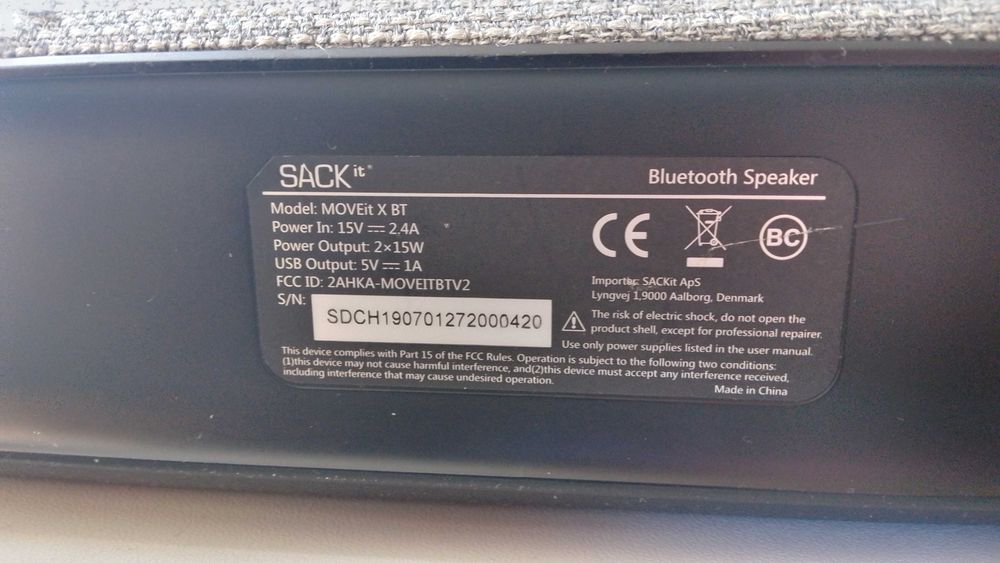 SACKit®
Bluetooth Speaker
Model: MOVEit X BT
Power In: 15V ⎓ 2.4A
Power Output: 2×15W
USB Output: 5V ⎓ 1A
FCC ID: 2AHKA-MOVEITBTV2
S/N: SDCH190701272000420
CE
BC
Importer: SACKit ApS
Lyngvej 1,9000 Aalborg, Denmark
The risk of electric shock, do not open the
product shell, except for professional repairer.
Use only power supplies listed in the user manual.
This device complies with Part 15 of the FCC Rules. Operation is subject to the following two conditions:
(1)this device may not cause harmful interference, and(2)this device must accept any interference received,
including interference that may cause undesired operation.
Made in China